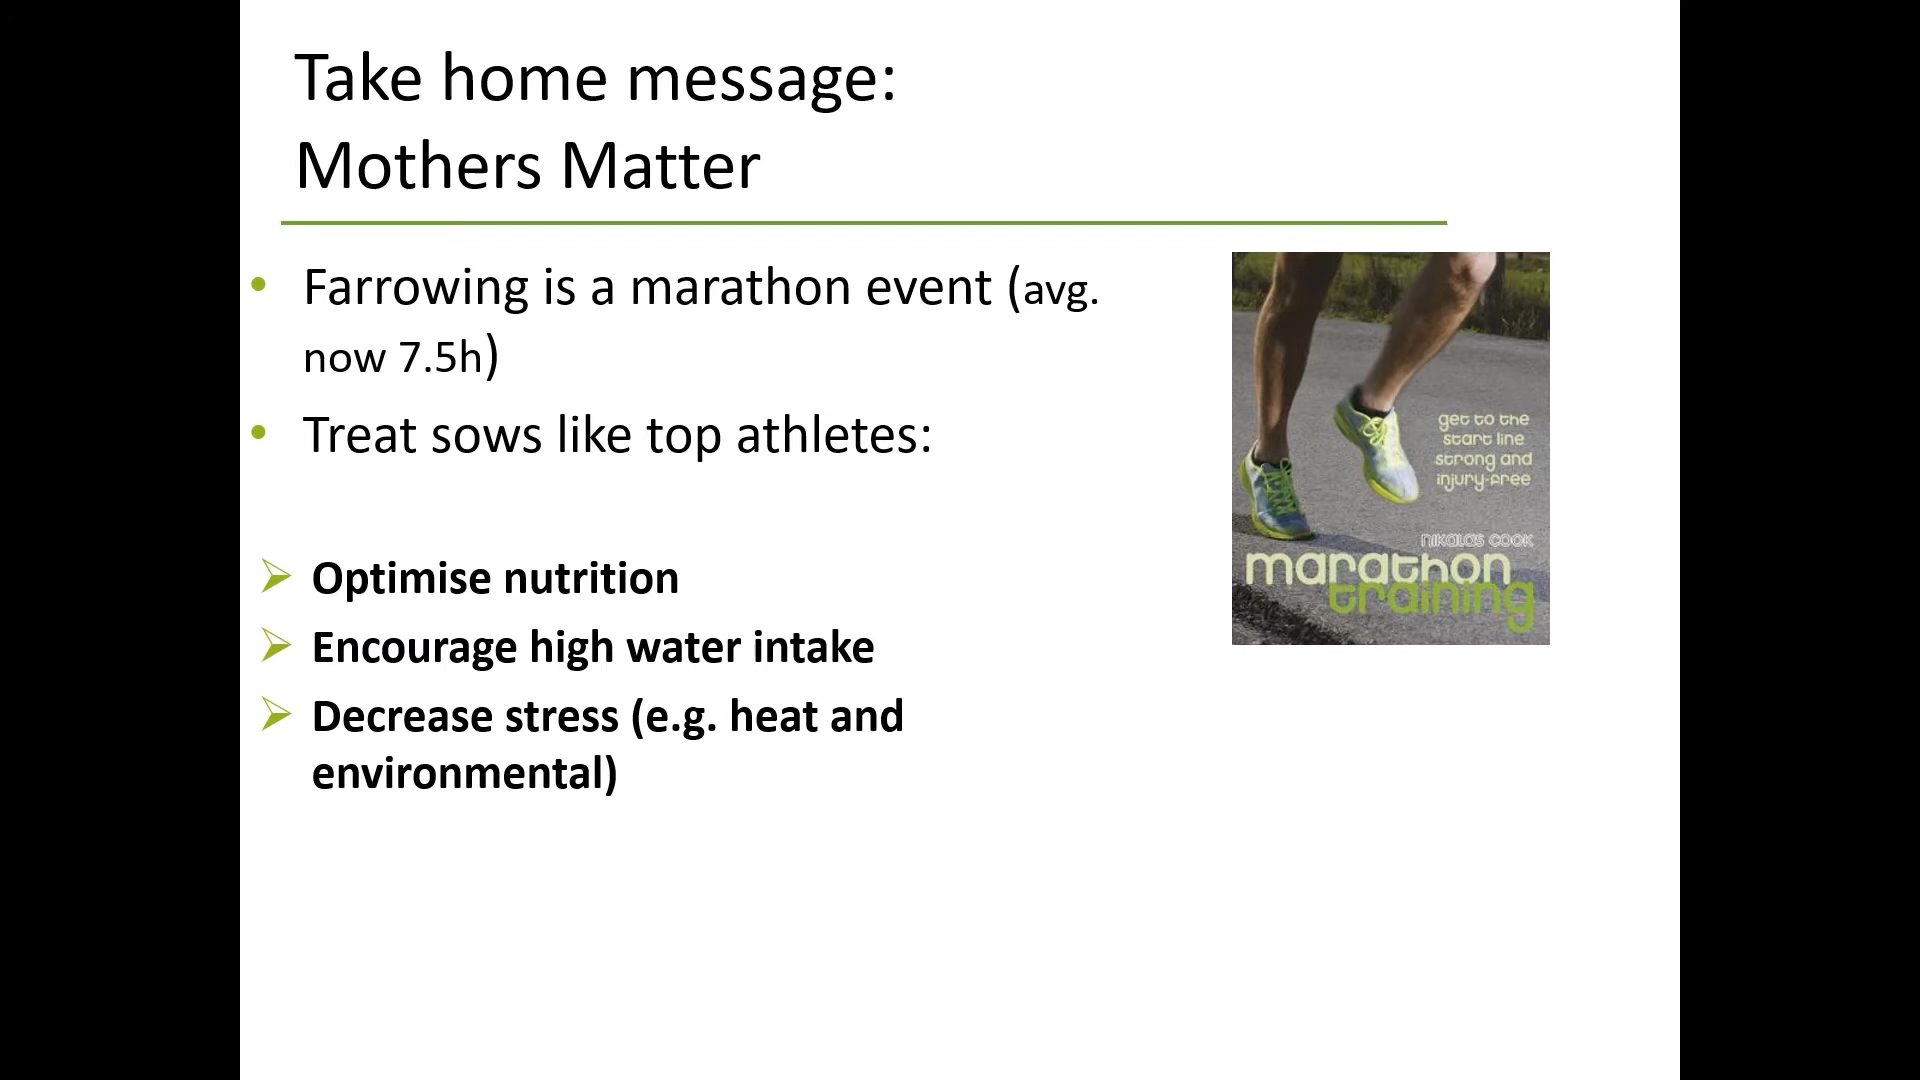 Take home message:
Mothers Matter
• Farrowing is a marathon event (avg.
now 7.5h)
• Treat sows like top athletes:
➢ Optimise nutrition
➢ Encourage high water intake
➢ Decrease stress (e.g. heat and
environmental)
get to the
start line
strong and
injury-free
nikalas cook
marathon
training